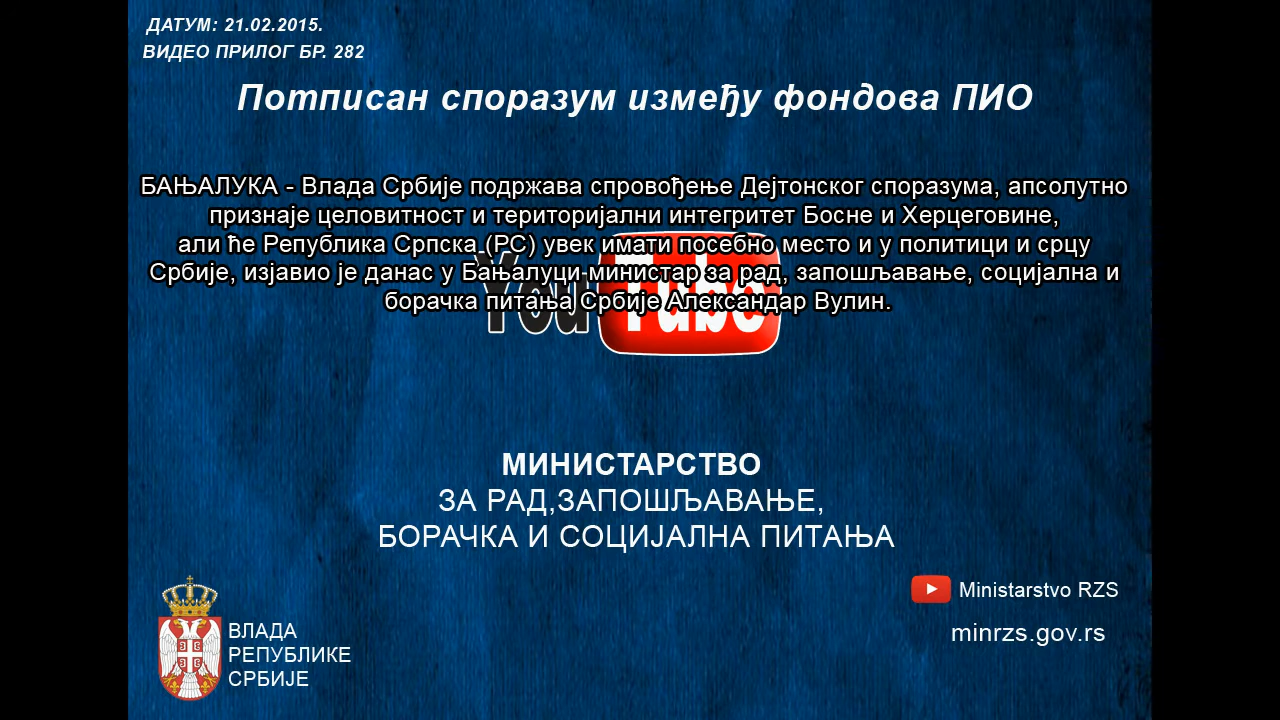 ДАТУМ: 21.02.2015.
ВИДЕО ПРИЛОГ БР. 282
Потписан споразум између фондова ПИО
БАЊАЛУКА - Влада Србије подржава спровођење Дејтонског споразума, апсолутно
признаје целовитност и територијални интегритет Босне и Херцеговине,
али ће Република Српска (РС) увек имати посебно место и у политици и срцу
Србије, изјавио је данас у Бањалуци министар за рад, запошљавање, социјална и
борачка питања Србије Александар Вулин.
YouTube
МИНИСТАРСТВО
ЗА РАД,ЗАПОШЉАВАЊЕ,
БОРАЧКА И СОЦИЈАЛНА ПИТАЊА
Ministarstvo RZS
minrzs.gov.rs
ВЛАДА
РЕПУБЛИКЕ
СРБИЈЕ